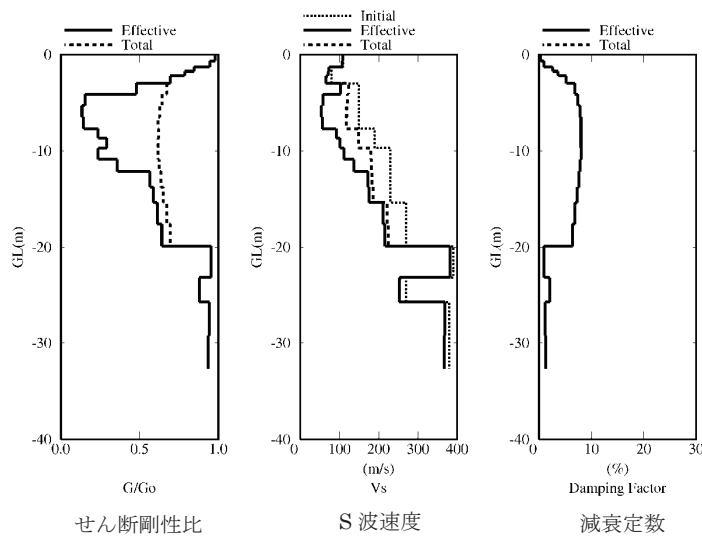 Effective
Total
0
-10
-20
-30
-40
GL(m)
0.0
0.5
1.0
G/Go
せん断剛性比
Initial
Effective
Total
0
-10
-20
-30
-40
GL(m)
0
100
200
300
400
(m/s)
Vs
S 波速度
Effective
Total
0
-10
-20
-30
-40
GL(m)
0
10
20
30
(%)
Damping Factor
減衰定数